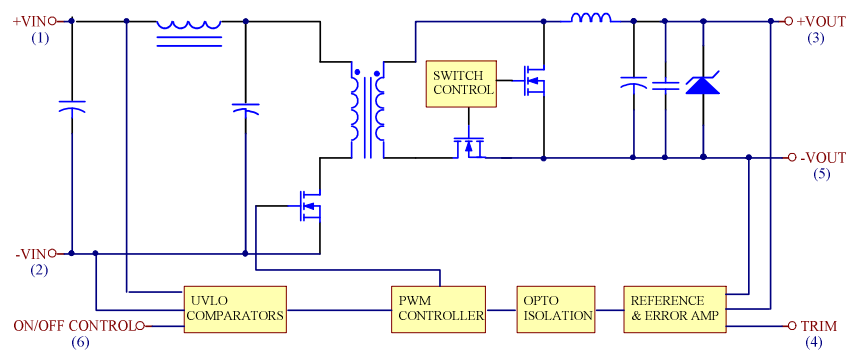 +VIN
(1)
+VOUT
(3)
SWITCH
CONTROL
-VOUT
(5)
-VIN
(2)
UVLO
COMPARATORS
PWM
CONTROLLER
OPTO
ISOLATION
REFERENCE
& ERROR AMP
ON/OFF CONTROL
(6)
TRIM
(4)